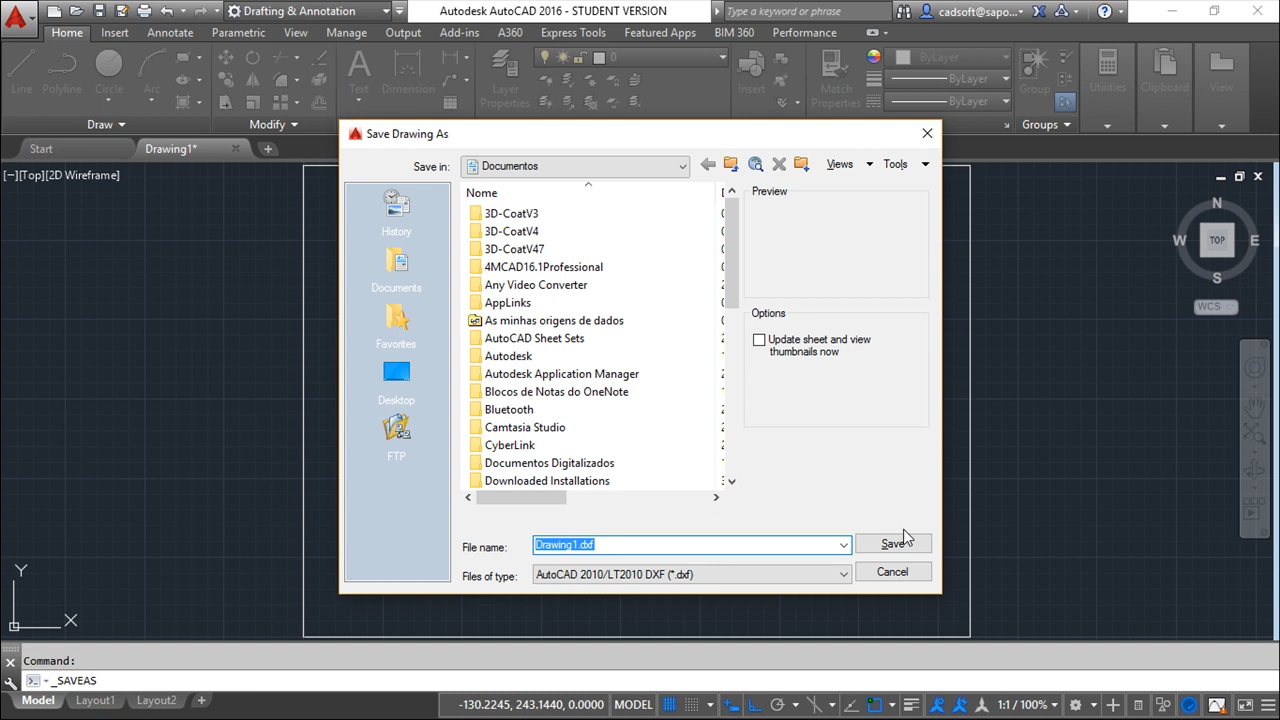 Drafting & Annotation
Autodesk AutoCAD 2016 - STUDENT VERSION
Type a keyword or phrase
cadsoft@sapo...
Home Insert Annotate Parametric View Manage Output Add-ins A360 Express Tools Featured Apps BIM 360 Performance
Line Polyline Circle Arc
Text Dimension
Layer
Properties
0
Insert
Match
Properties
ByLayer
ByLayer
ByLayer
Group
Utilities
Clipboard
View
Draw
Modify
Groups
Start
Drawing1*
[−][Top][2D Wireframe]
Save Drawing As
Save in:
Documentos
Views
Tools
History
Documents
Favorites
Desktop
FTP
Nome
3D-CoatV3
3D-CoatV4
3D-CoatV47
4MCAD16.1Professional
Any Video Converter
AppLinks
As minhas origens de dados
AutoCAD Sheet Sets
Autodesk
Autodesk Application Manager
Blocos de Notas do OneNote
Bluetooth
Camtasia Studio
CyberLink
Documentos Digitalizados
Downloaded Installations
Preview
Options
Update sheet and view
thumbnails now
File name:
Drawing1.dxf
Save
Files of type:
AutoCAD 2010/LT2010 DXF (*.dxf)
Cancel
N
W
TOP
E
S
WCS
Y
X
Command:
_SAVEAS
Model Layout1 Layout2
-130.2245, 243.1440, 0.0000
MODEL
1:1 / 100%